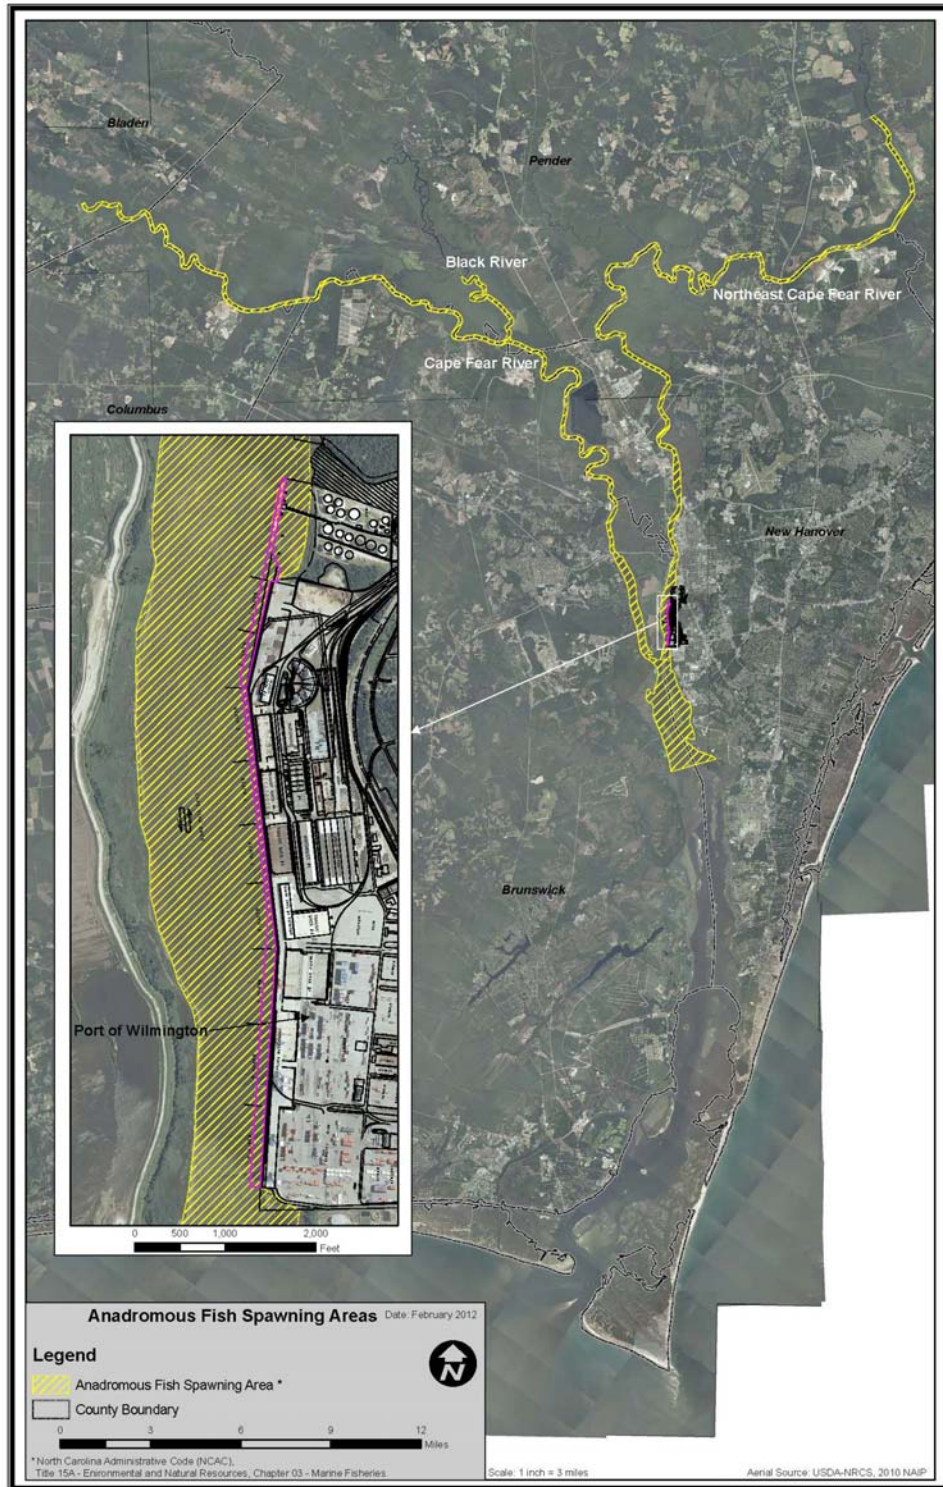 Bladen
Pender
Black River
Northeast Cape Fear River
Cape Fear River
Columbus
New Hanover
Brunswick
Port of Wilmington
0 500 1,000 2,000
Feet
Anadromous Fish Spawning Areas Date: February 2012
Legend
N
Anadromous Fish Spawning Area *
County Boundary
0 3 6 9 12
Miles
* North Carolina Administrative Code (NCAC),
Title 15A - Enironmental and Natural Resources, Chapter 03 - Marine Fisheries.
Scale: 1 inch = 3 miles
Aerial Source: USDA-NRCS, 2010 NAIP